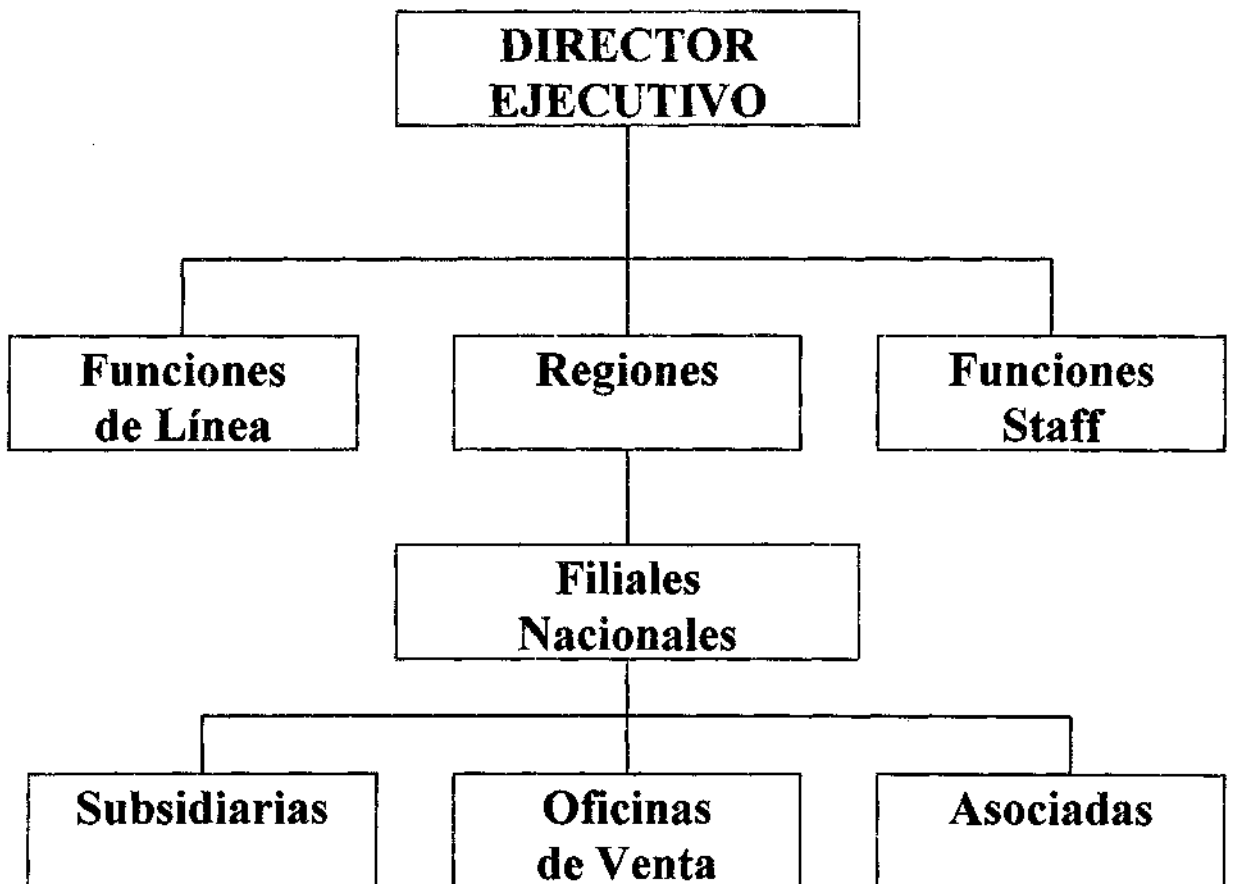 DIRECTOR
EJECUTIVO
Funciones
de Línea
Regiones
Funciones
Staff
Filiales
Nacionales
Subsidiarias
Oficinas
de Venta
Asociadas